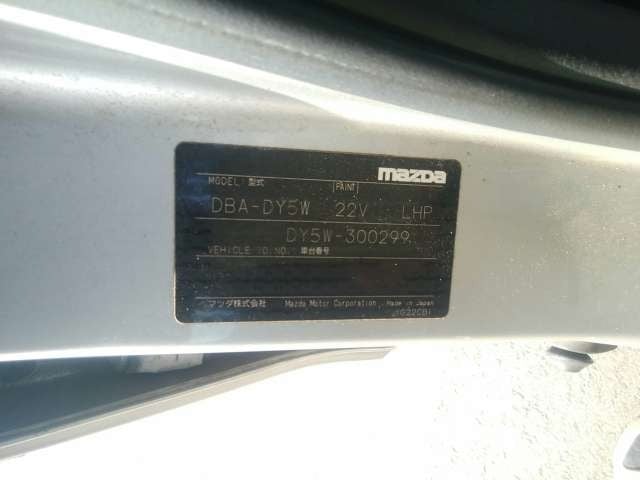 mazda
MODEL 型式 PAINT
DBA-DY5W 22V LHP
DY5W-300299
VEHICLE ID.NO. 車台番号
マツダ株式会社 Mazda Motor Corporation Made in Japan